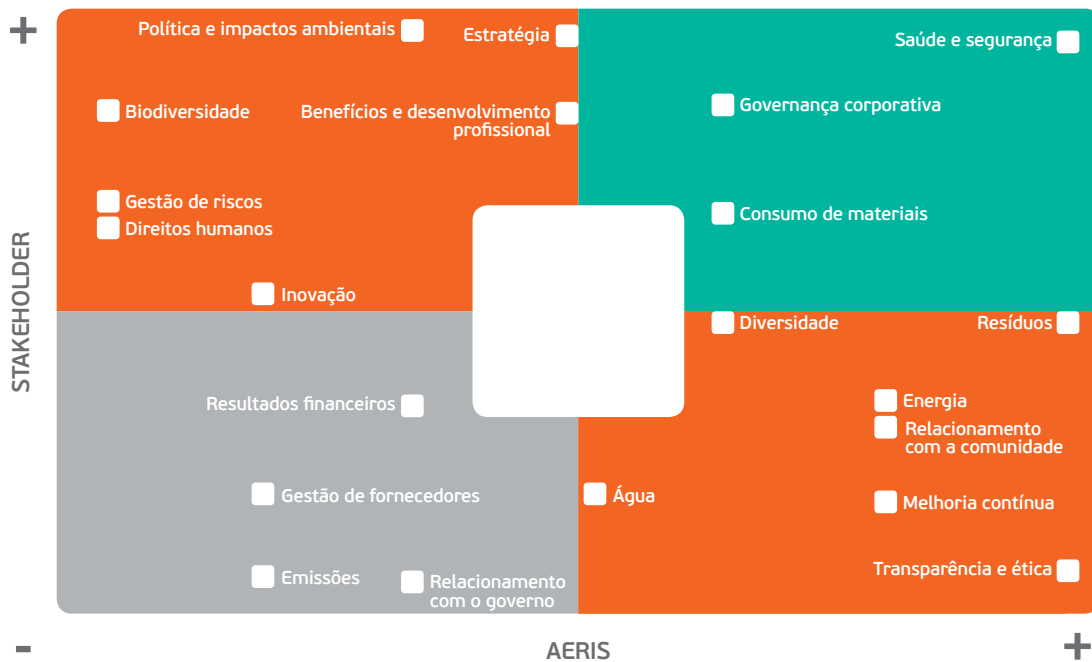 +
Política e impactos ambientais
Estratégia
Saúde e segurança
Biodiversidade
Benefícios e desenvolvimento
profissional
Governança corporativa
Gestão de riscos
Direitos humanos
Consumo de materiais
Inovação
STAKEHOLDER
Diversidade
Resíduos
Resultados financeiros
Energia
Relacionamento
com a comunidade
Gestão de fornecedores
Água
Melhoria contínua
Emissões
Relacionamento
com o governo
Transparência e ética
-
AERIS
+